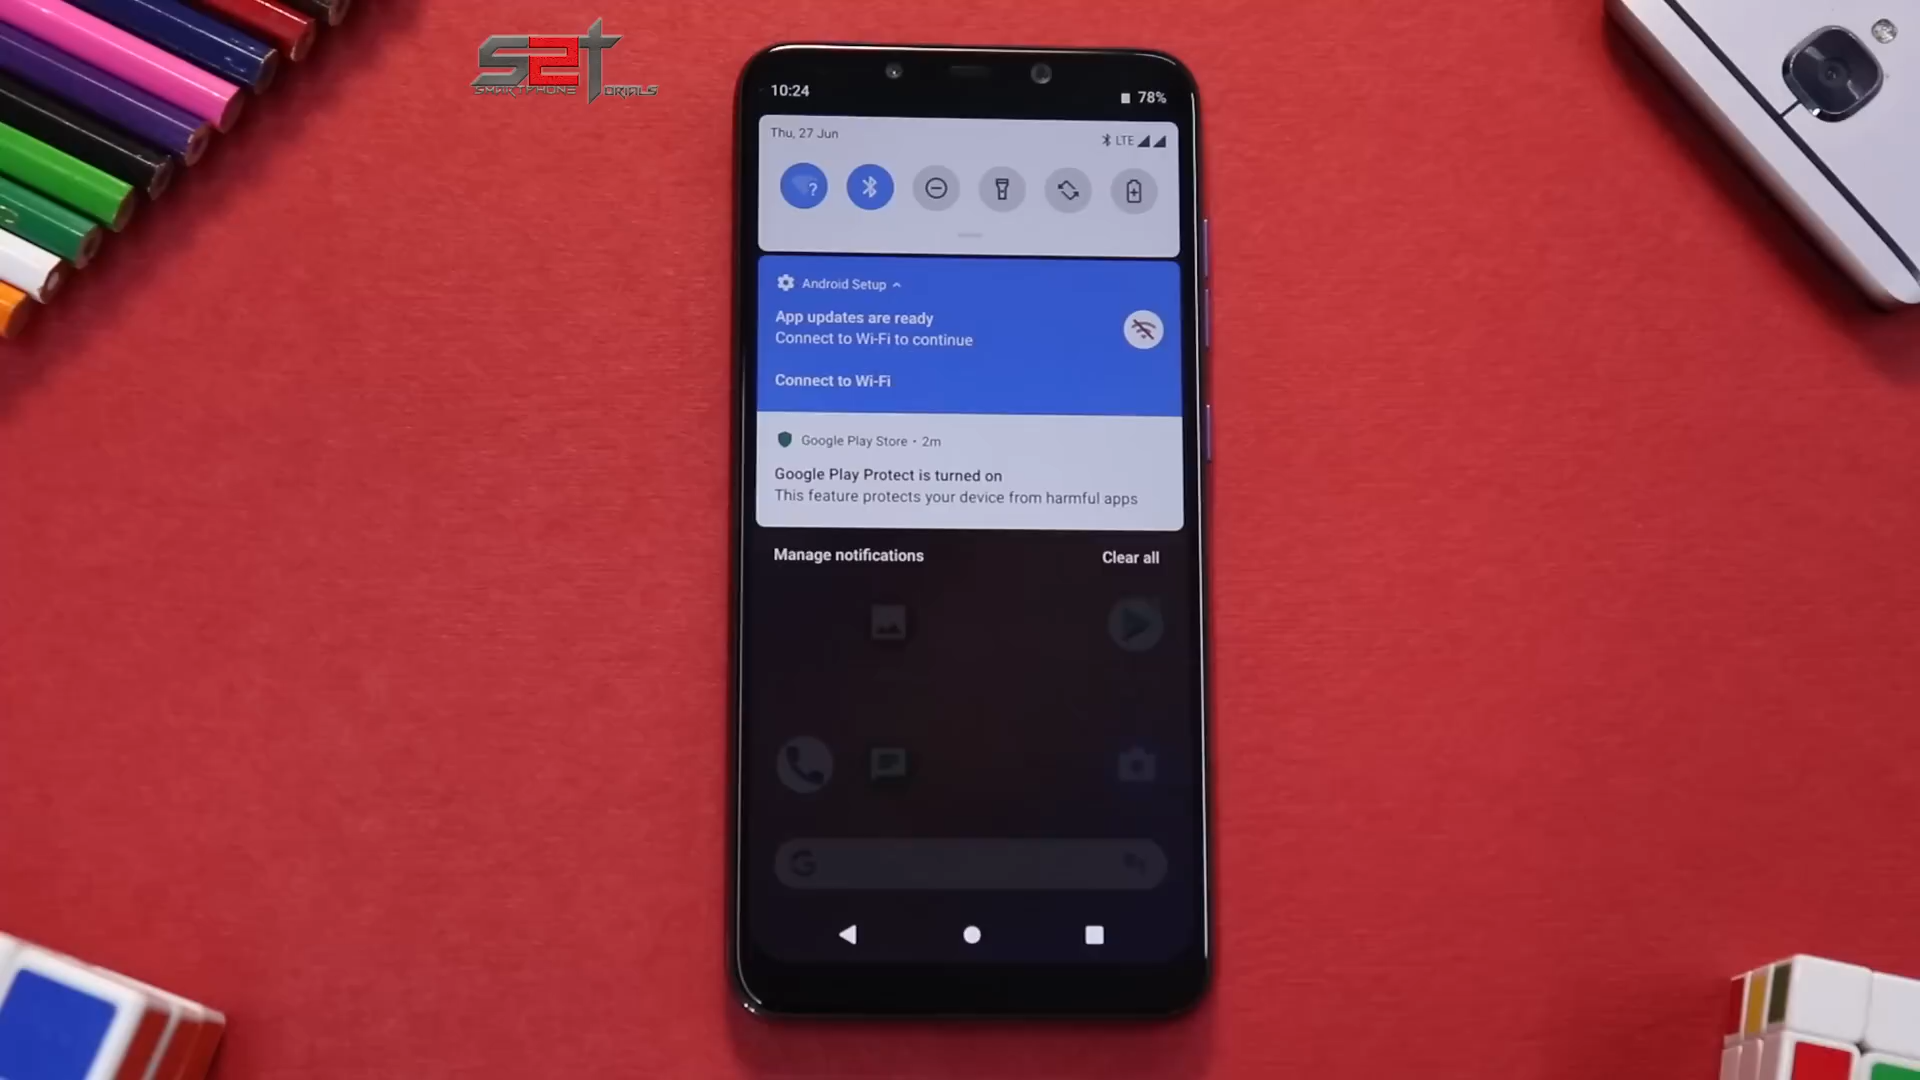 S2T
SMARTPHONE TORIALS
10:24
78%
Thu, 27 Jun
LTE
?
Android Setup
App updates are ready
Connect to Wi-Fi to continue
Connect to Wi-Fi
Google Play Store • 2m
Google Play Protect is turned on
This feature protects your device from harmful apps
Manage notifications
Clear all
G